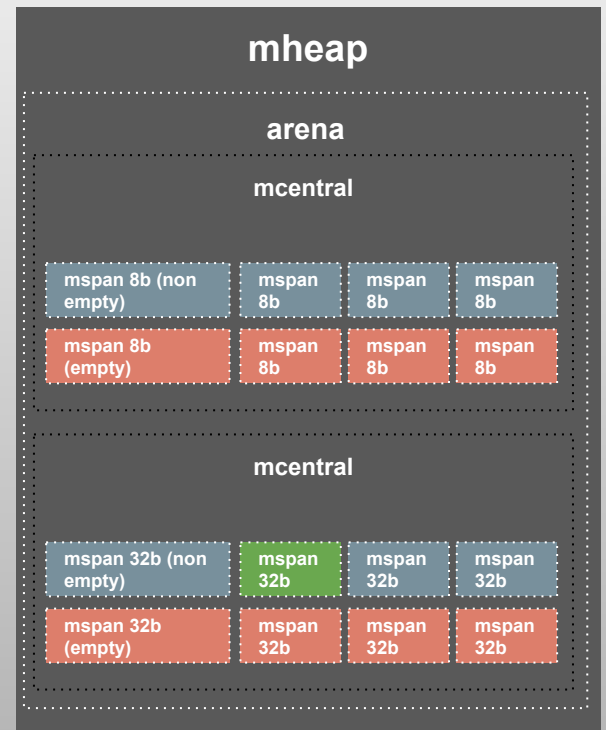 mheap
arena
mcentral
mspan 8b (non
empty)
mspan
8b
mspan
8b
mspan
8b
mspan 8b
(empty)
mspan
8b
mspan
8b
mspan
8b
mcentral
mspan 32b (non
empty)
mspan
32b
mspan
32b
mspan
32b
mspan 32b
(empty)
mspan
32b
mspan
32b
mspan
32b